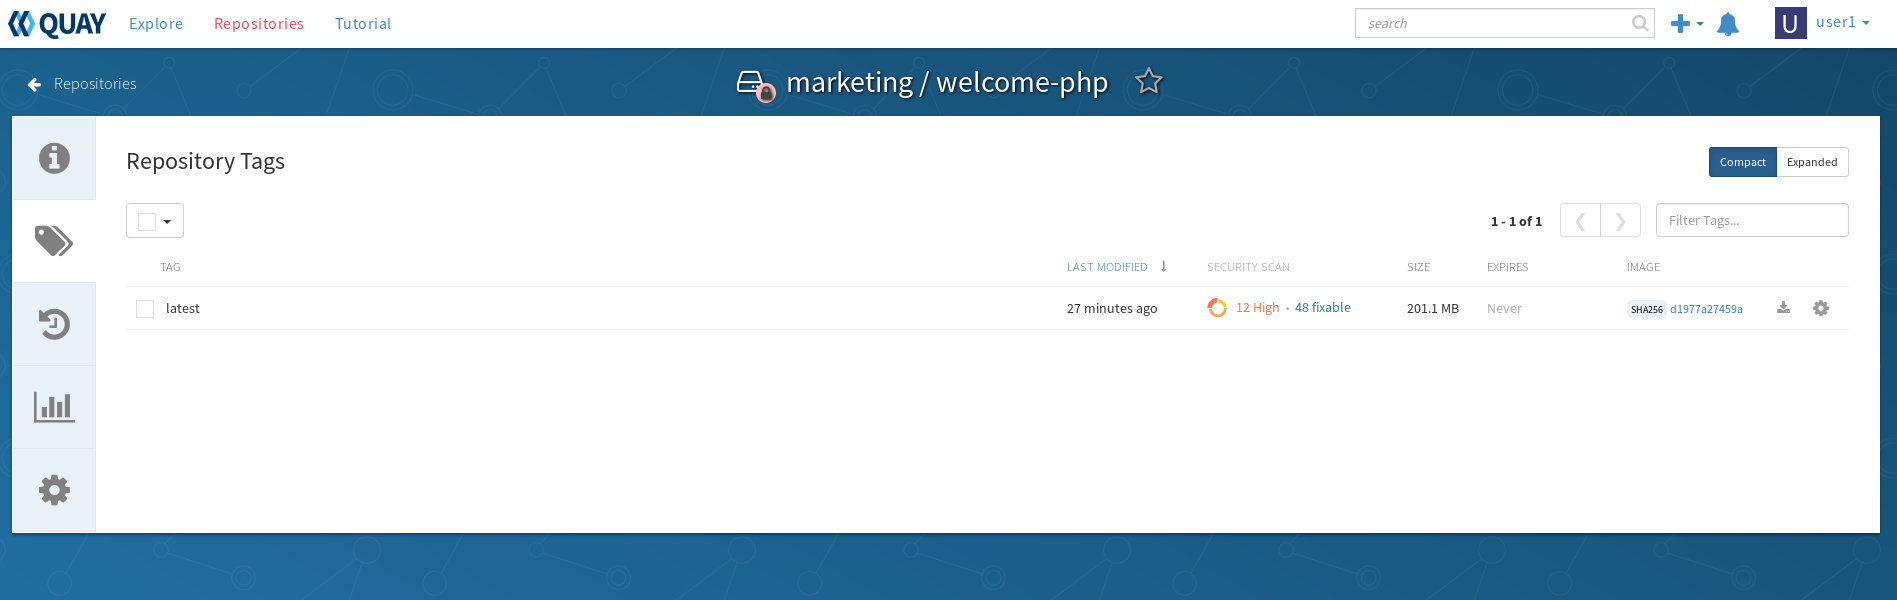 QUAY Explore Repositories Tutorial search user1
U
Repositories marketing / welcome-php
Repository Tags Compact Expanded
1 - 1 of 1 Filter Tags...
TAG LAST MODIFIED SECURITY SCAN SIZE EXPIRES IMAGE
latest 27 minutes ago 12 High · 48 fixable 201.1 MB Never SHA256 d1977a27459a